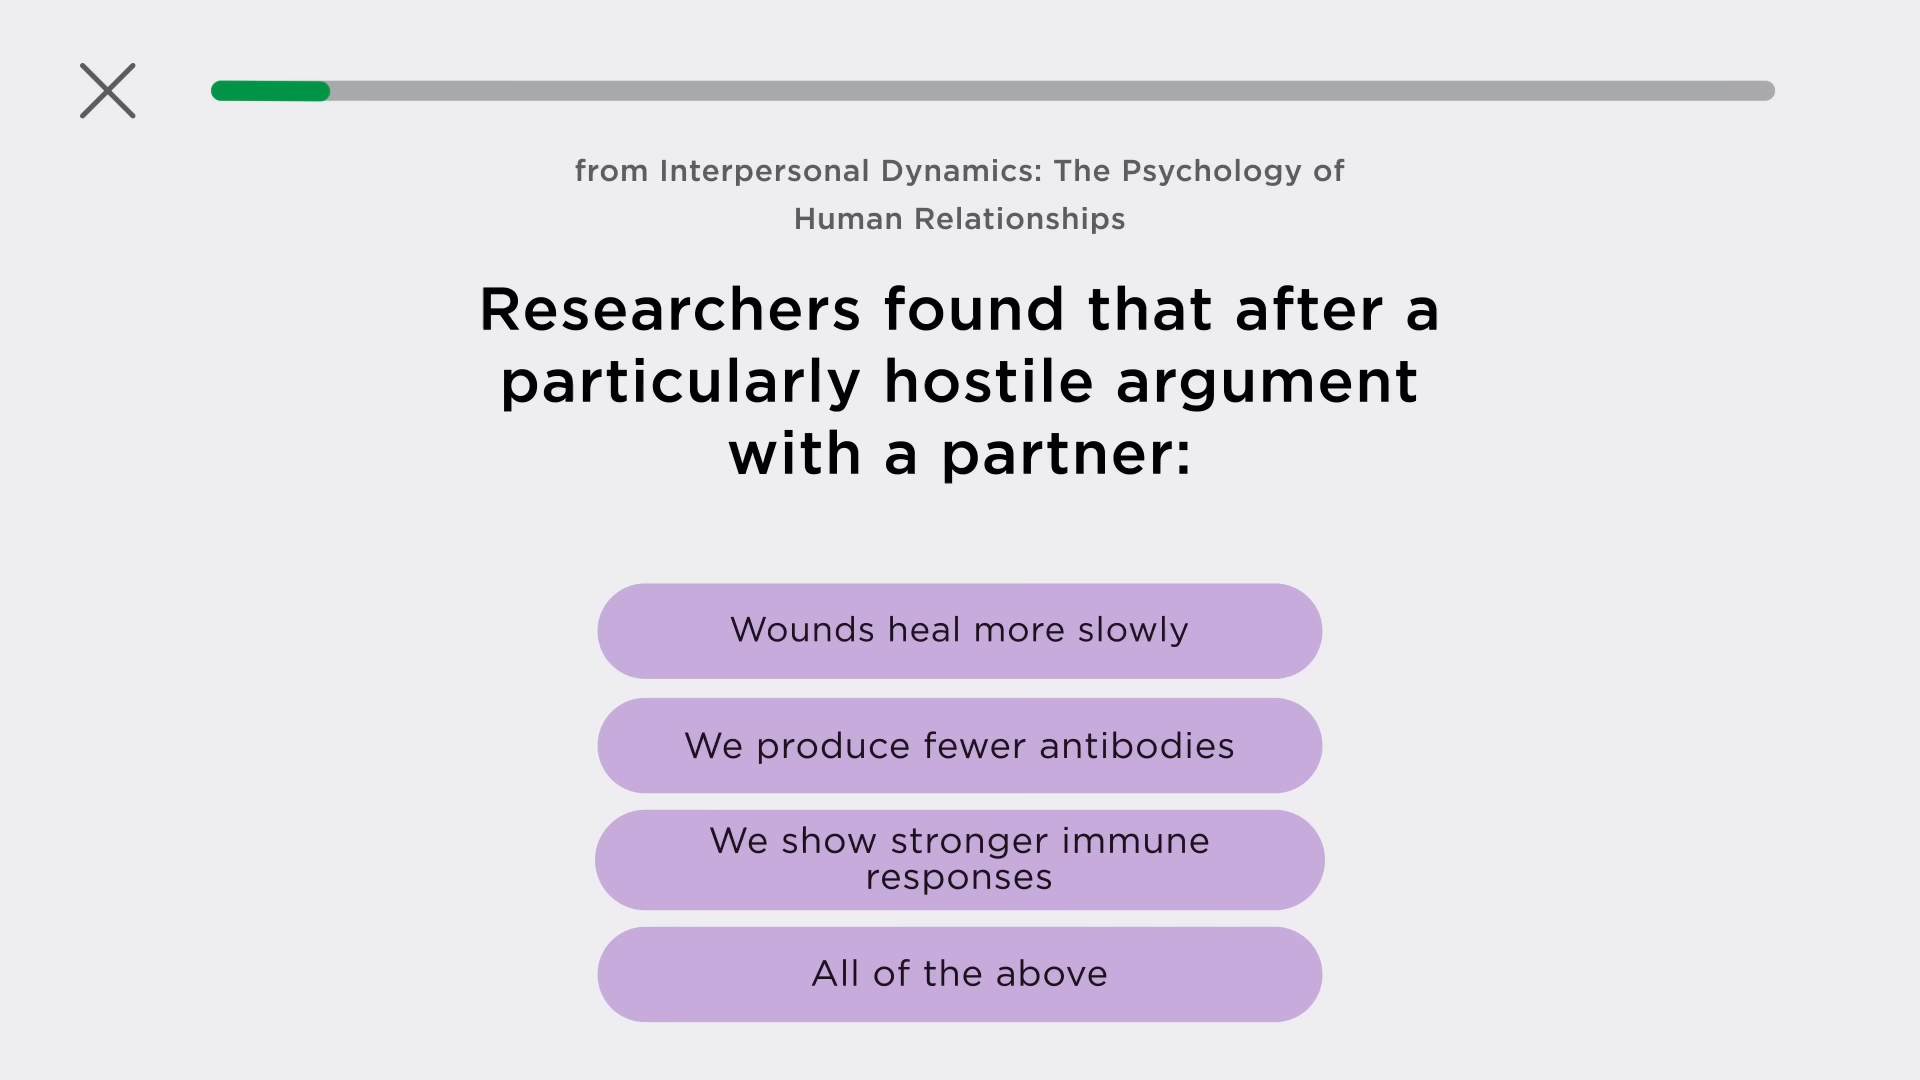 from Interpersonal Dynamics: The Psychology of
Human Relationships
Researchers found that after a
particularly hostile argument
with a partner:
Wounds heal more slowly
We produce fewer antibodies
We show stronger immune
responses
All of the above